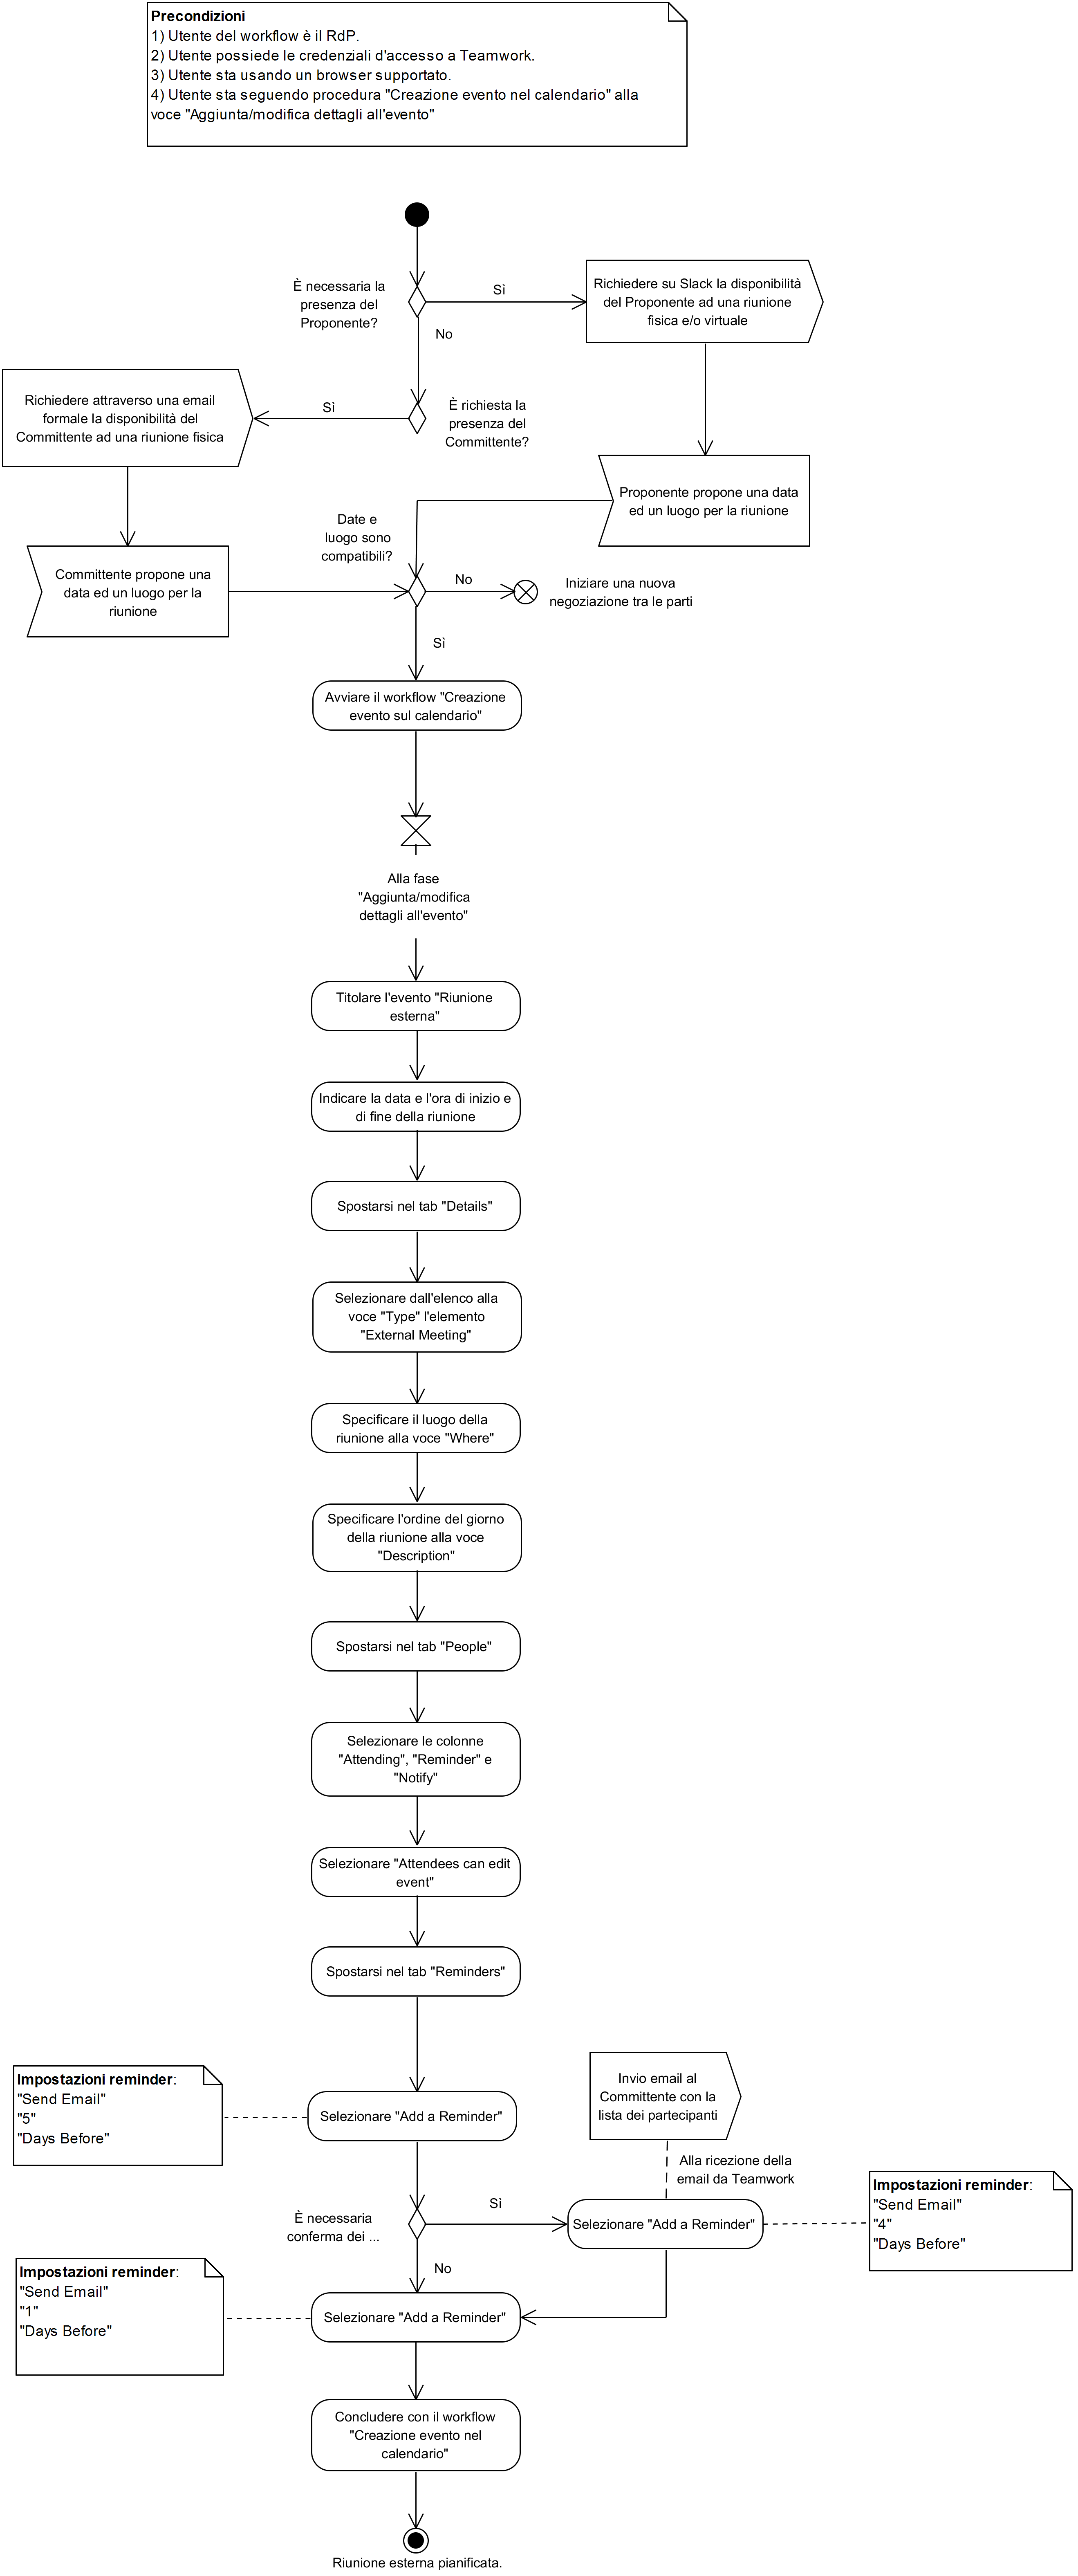 Precondizioni
1) Utente del workflow è il RdP.
2) Utente possiede le credenziali d'accesso a Teamwork.
3) Utente sta usando un browser supportato.
4) Utente sta seguendo procedura "Creazione evento nel calendario" alla
voce "Aggiunta/modifica dettagli all'evento"
È necessaria la
presenza del
Proponente?
Sì
No
Richiedere su Slack la disponibilità
del Proponente ad una riunione
fisica e/o virtuale
Richiedere attraverso una email
formale la disponibilità del
Committente ad una riunione fisica
Sì
È richiesta la
presenza del
Committente?
Proponente propone una data
ed un luogo per la riunione
Date e
luogo sono
compatibili?
Committente propone una
data ed un luogo per la
riunione
No
Iniziare una nuova
negoziazione tra le parti
Sì
Avviare il workflow "Creazione
evento sul calendario"
Alla fase
"Aggiunta/modifica
dettagli all'evento"
Titolare l'evento "Riunione
esterna"
Indicare la data e l'ora di inizio e
di fine della riunione
Spostarsi nel tab "Details"
Selezionare dall'elenco alla
voce "Type" l'elemento
"External Meeting"
Specificare il luogo della
riunione alla voce "Where"
Specificare l'ordine del giorno
della riunione alla voce
"Description"
Spostarsi nel tab "People"
Selezionare le colonne
"Attending", "Reminder" e
"Notify"
Selezionare "Attendees can edit
event"
Spostarsi nel tab "Reminders"
Impostazioni reminder:
"Send Email"
"5"
"Days Before"
Selezionare "Add a Reminder"
Invio email al
Committente con la
lista dei partecipanti
Alla ricezione della
email da Teamwork
È necessaria
conferma dei ...
Sì
No
Selezionare "Add a Reminder"
Impostazioni reminder:
"Send Email"
"4"
"Days Before"
Impostazioni reminder:
"Send Email"
"1"
"Days Before"
Selezionare "Add a Reminder"
Concludere con il workflow
"Creazione evento nel
calendario"
Riunione esterna pianificata.